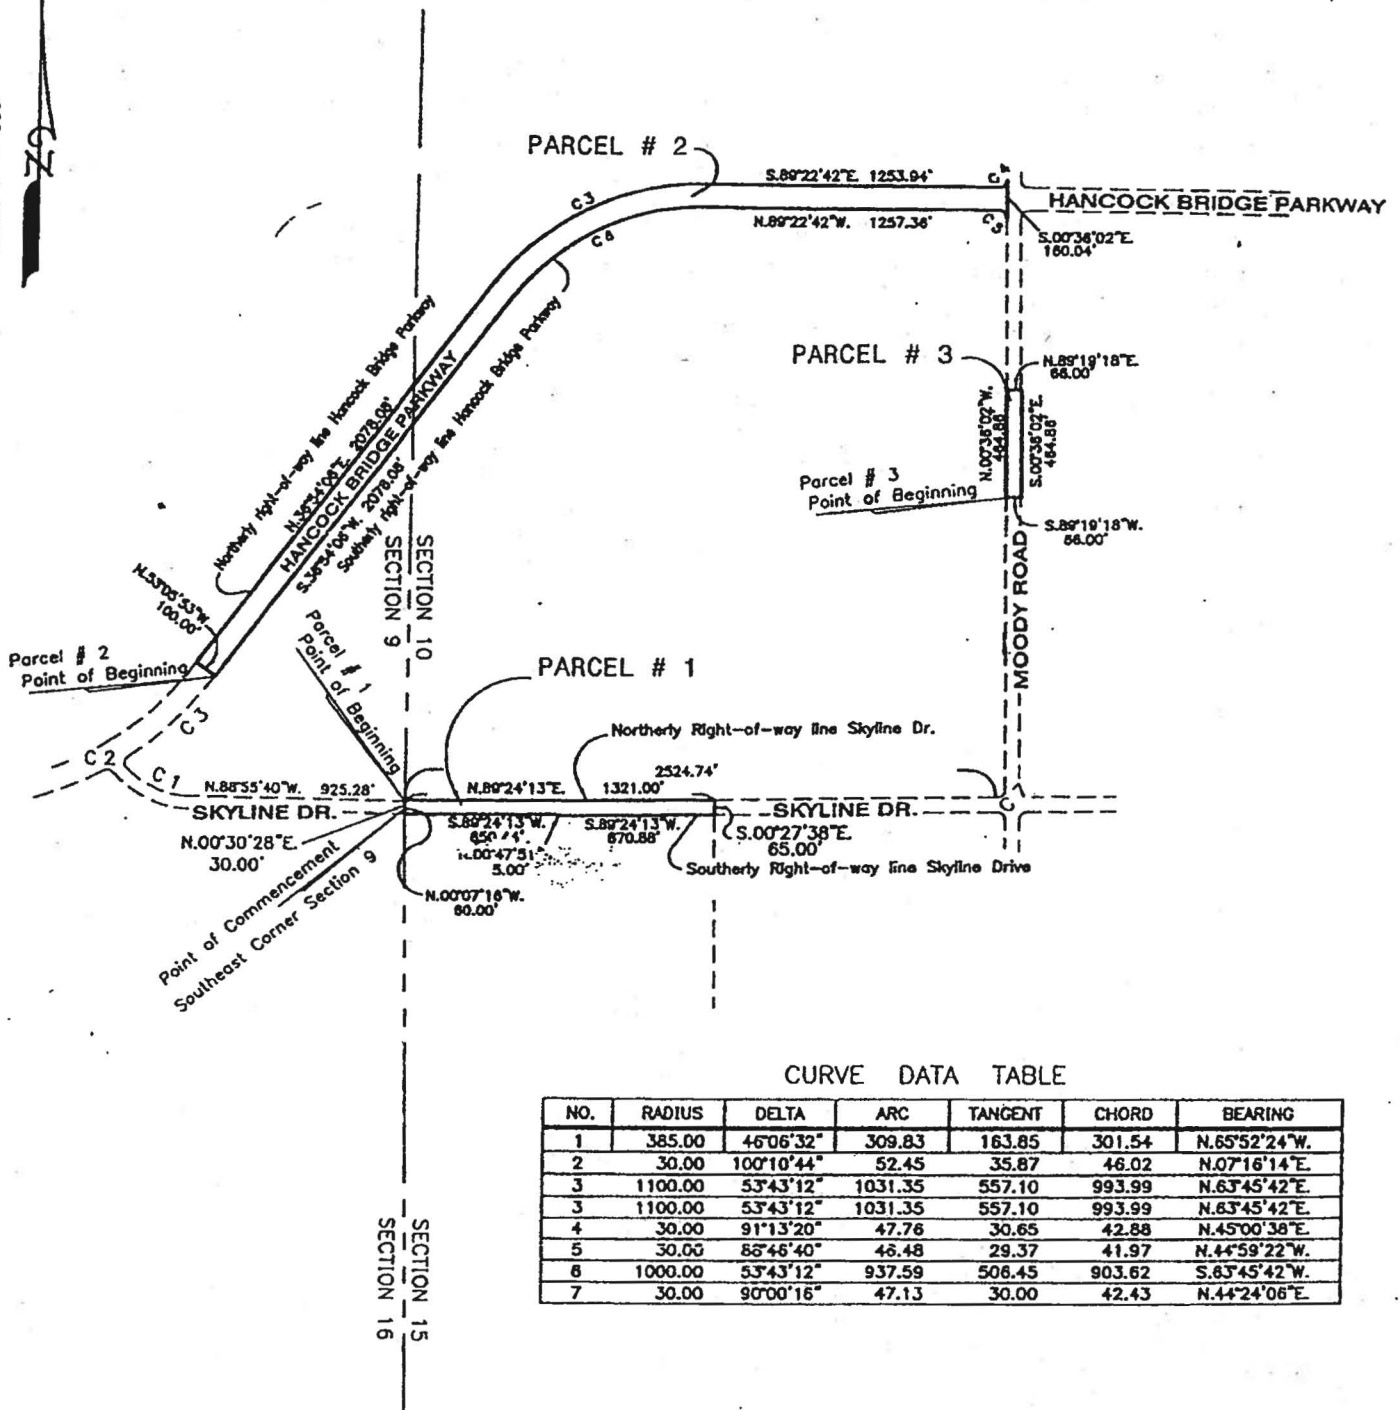 N
PARCEL # 2
C3
C6
S.89°22'42"E. 1253.94'
N.89°22'42"W. 1257.36'
C4
C5
HANCOCK BRIDGE PARKWAY
S.00°36'02"E.
160.04'
PARCEL # 3
N.89°19'18"E.
66.00'
N.00°36'02"W.
464.86'
S.00°36'02"E.
464.86'
Parcel # 3
Point of Beginning
S.89°19'18"W.
66.00'
MOODY ROAD
Northerly right-of-way line Hancock Bridge Parkway
N.36°54'06"E. 2078.08'
HANCOCK BRIDGE PARKWAY
S.36°54'06"W. 2078.08'
Southerly right-of-way line Hancock Bridge Parkway
SECTION 10
SECTION 9
N.53°05'53"W.
100.00'
Parcel # 2
Point of Beginning
Parcel # 1
Point of Beginning
PARCEL # 1
C 3
C 2
C 1
N.88°55'40"W. 925.28'
SKYLINE DR.
Northerly Right-of-way line Skyline Dr.
2524.74'
N.89°24'13"E. 1321.00'
SKYLINE DR.
C 7
S.89°24'13"W.
S.89°24'13"W.
670.88'
N.00°47'51"
5.00'
S.00°27'38"E.
65.00'
Southerly Right-of-way line Skyline Drive
N.00°30'28"E.
30.00'
N.00°07'16"W.
60.00'
Point of Commencement
Southeast Corner Section 9
SECTION 15
SECTION 16
CURVE DATA TABLE
NO. RADIUS DELTA ARC TANGENT CHORD BEARING
1 385.00 46°06'32" 309.83 163.85 301.54 N.65°52'24"W.
2 30.00 100°10'44" 52.45 35.87 46.02 N.07°16'14"E.
3 1100.00 53°43'12" 1031.35 557.10 993.99 N.63°45'42"E.
3 1100.00 53°43'12" 1031.35 557.10 993.99 N.63°45'42"E.
4 30.00 91°13'20" 47.76 30.65 42.88 N.45°00'38"E.
5 30.00 88°46'40" 46.48 29.37 41.97 N.44°59'22"W.
6 1000.00 53°43'12" 937.59 506.45 903.62 S.63°45'42"W.
7 30.00 90°00'16" 47.13 30.00 42.43 N.44°24'06"E.